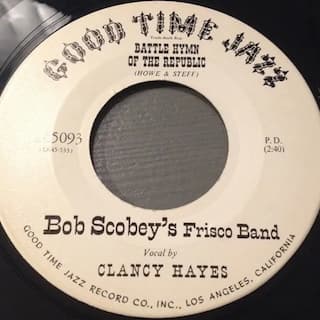 GOOD TIME JAZZ
BATTLE HYMN
OF THE REPUBLIC
(HOWE & STEFF)
5093
P. D.
(2:40)
Bob Scobey's Frisco Band
Vocal by
CLANCY HAYES
GOOD TIME JAZZ RECORD CO., INC., LOS ANGELES, CALIFORNIA